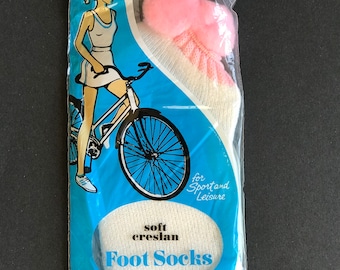 for
Sport and
Leisure
soft
creslan
Foot Socks